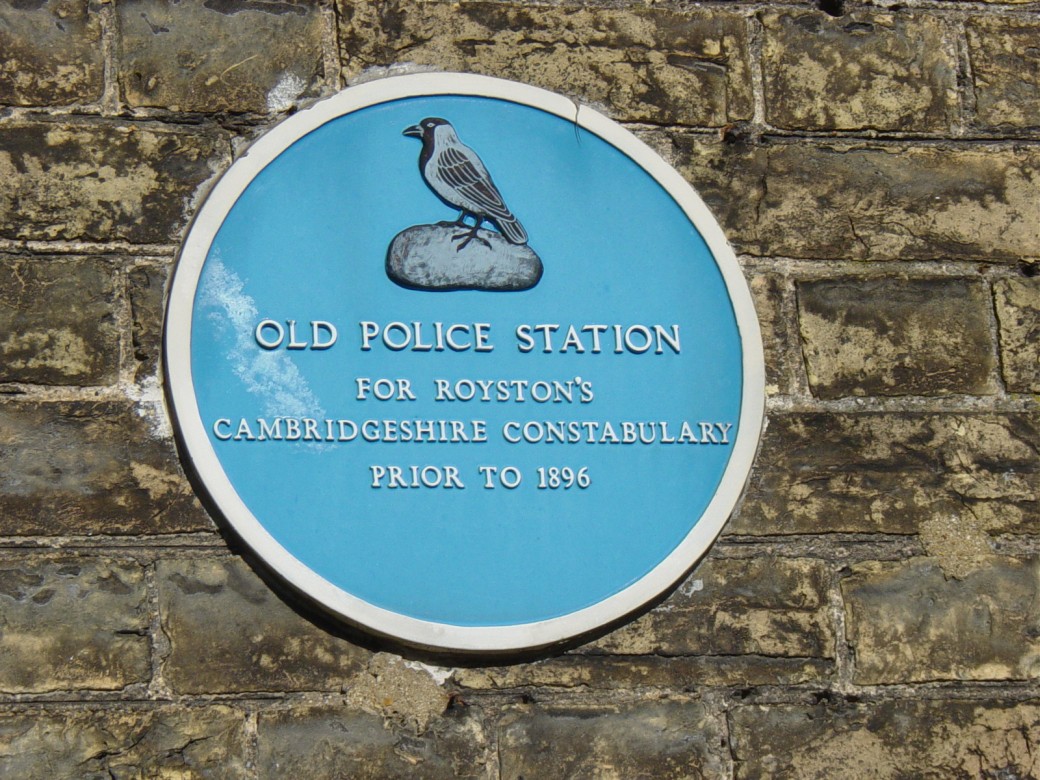 OLD POLICE STATION
FOR ROYSTON'S
CAMBRIDGESHIRE CONSTABULARY
PRIOR TO 1896